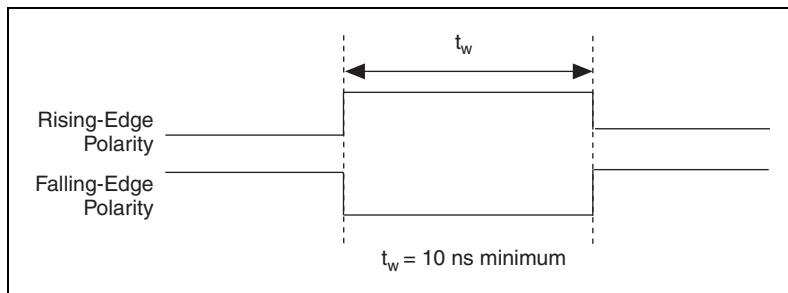 t_w
Rising-Edge
Polarity
Falling-Edge
Polarity
t_w = 10 ns minimum